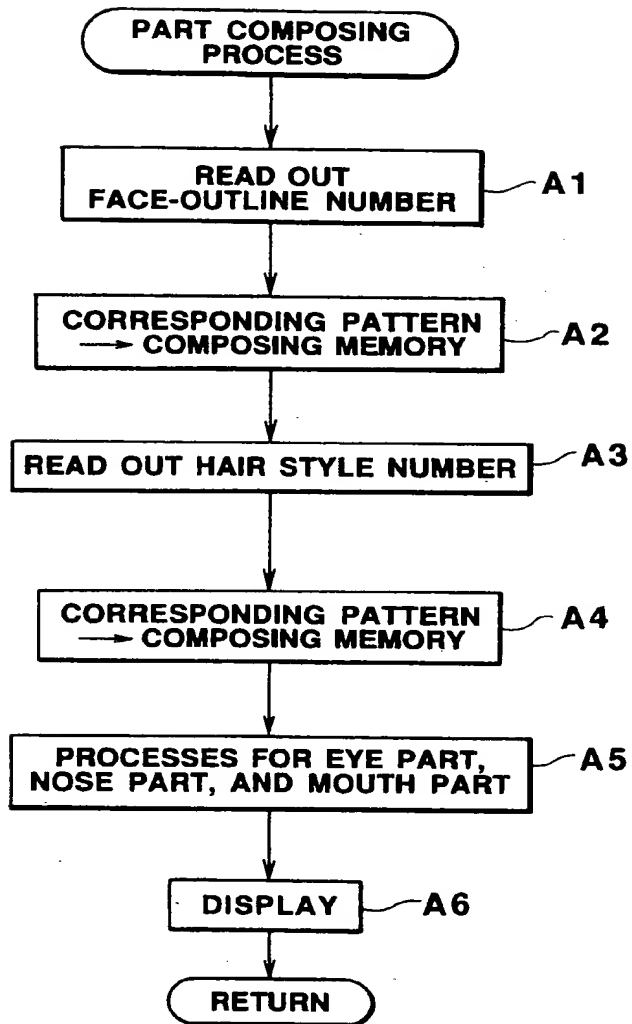 PART COMPOSING
PROCESS
READ OUT
FACE-OUTLINE NUMBER
A1
CORRESPONDING PATTERN
→ COMPOSING MEMORY
A2
READ OUT HAIR STYLE NUMBER
A3
CORRESPONDING PATTERN
→ COMPOSING MEMORY
A4
PROCESSES FOR EYE PART,
NOSE PART, AND MOUTH PART
A5
DISPLAY
A6
RETURN